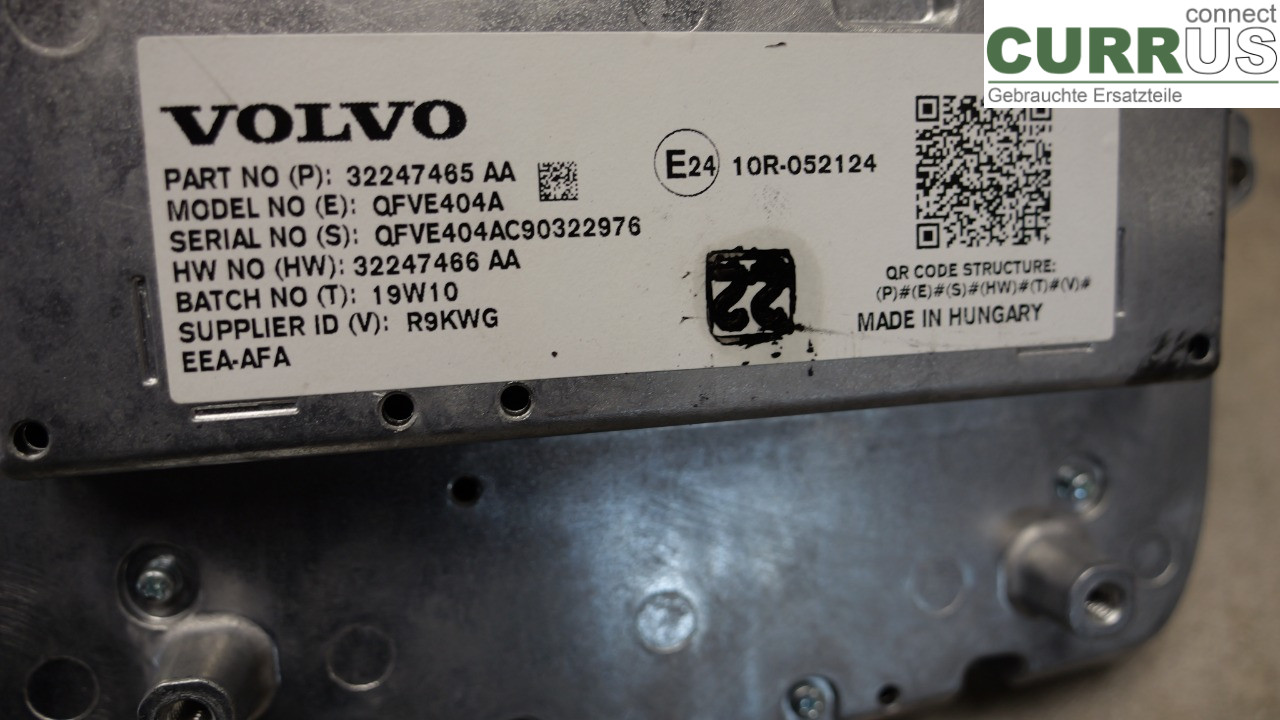 connect
CURRUS
Gebrauchte Ersatzteile
VOLVO
PART NO (P): 32247465 AA
MODEL NO (E): QFVE404A
SERIAL NO (S): QFVE404AC90322976
HW NO (HW): 32247466 AA
BATCH NO (T): 19W10
SUPPLIER ID (V): R9KWG
EEA-AFA
E24 10R-052124
22
QR CODE STRUCTURE:
(P)#(E)#(S)#(HW)#(T)#(V)#
MADE IN HUNGARY